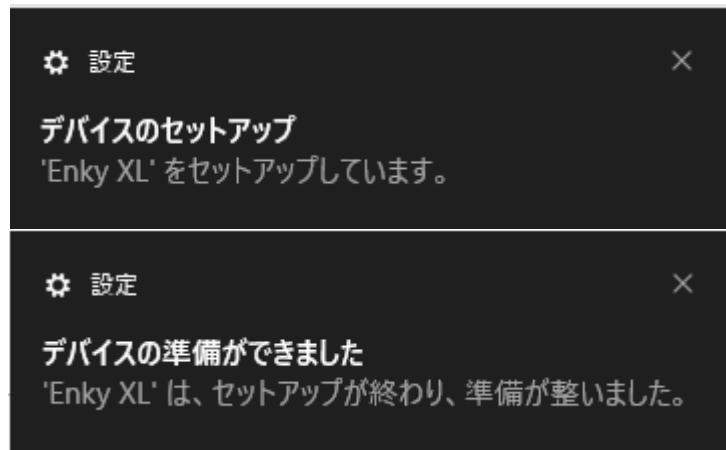 設定
デバイスのセットアップ
'Enky XL' をセットアップしています。
設定
デバイスの準備ができました
'Enky XL' は、セットアップが終わり、準備が整いました。